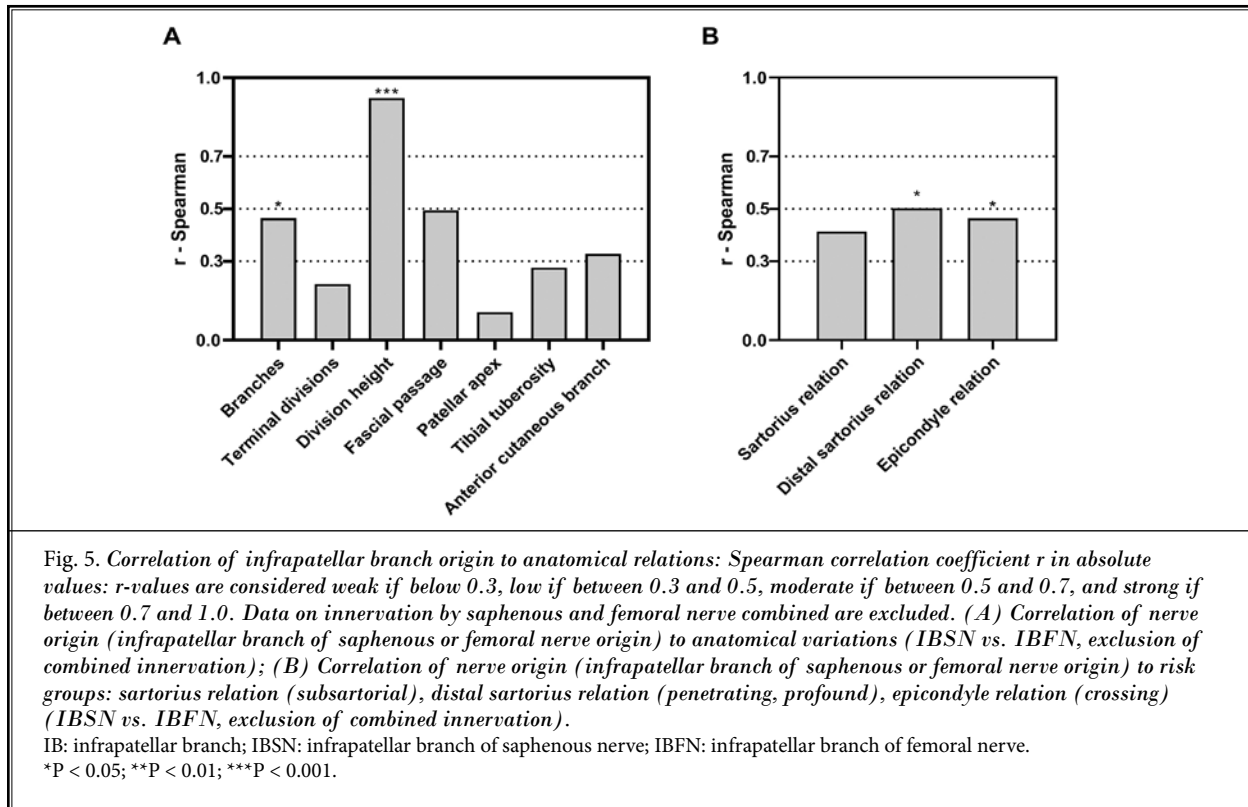 A
B
1.0
0.7
0.5
0.3
0.0
r - Spearman
*
***
Branches
Terminal divisions
Division height
Fascial passage
Patellar apex
Tibial tuberosity
Anterior cutaneous branch
1.0
0.7
0.5
0.3
0.0
r - Spearman
*
*
Sartorius relation
Distal sartorius relation
Epicondyle relation
Fig. 5. Correlation of infrapatellar branch origin to anatomical relations: Spearman correlation coefficient r in absolute
values: r-values are considered weak if below 0.3, low if between 0.3 and 0.5, moderate if between 0.5 and 0.7, and strong if
between 0.7 and 1.0. Data on innervation by saphenous and femoral nerve combined are excluded. (A) Correlation of nerve
origin (infrapatellar branch of saphenous or femoral nerve origin) to anatomical variations (IBSN vs. IBFN, exclusion of
combined innervation); (B) Correlation of nerve origin (infrapatellar branch of saphenous or femoral nerve origin) to risk
groups: sartorius relation (subsartorial), distal sartorius relation (penetrating, profound), epicondyle relation (crossing)
(IBSN vs. IBFN, exclusion of combined innervation).
IB: infrapatellar branch; IBSN: infrapatellar branch of saphenous nerve; IBFN: infrapatellar branch of femoral nerve.
*P < 0.05; **P < 0.01; ***P < 0.001.